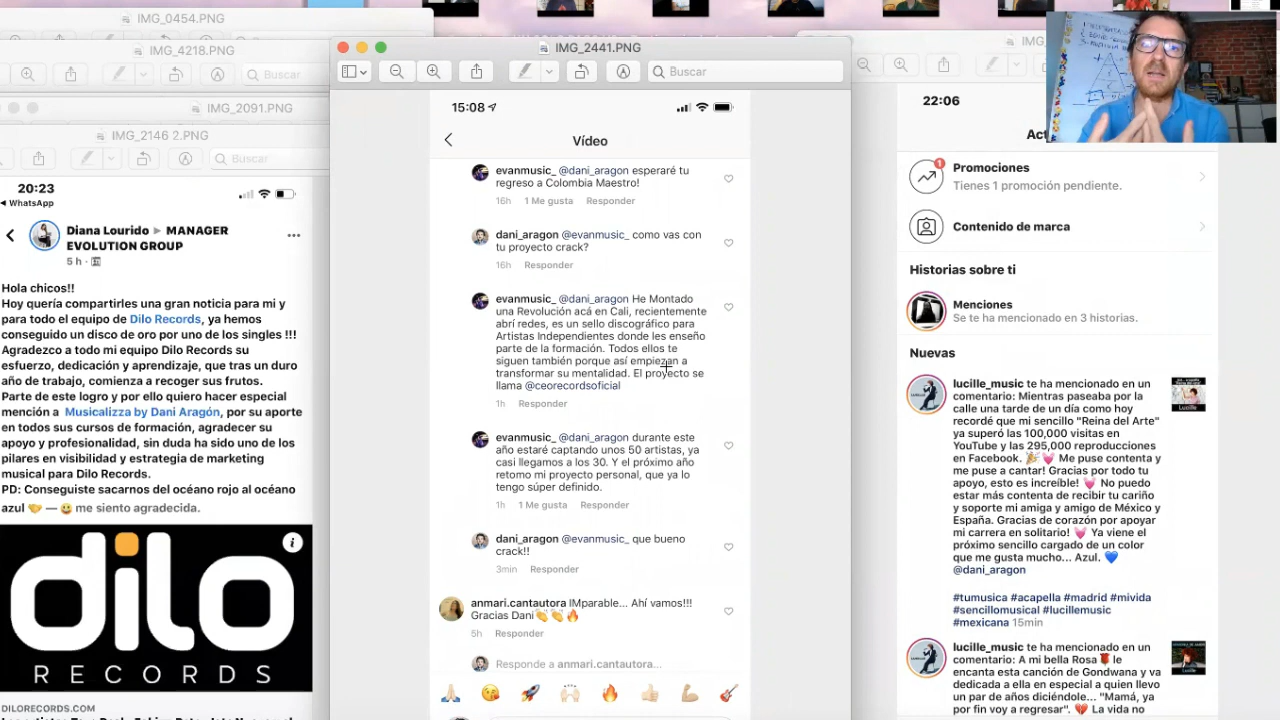 IMG_0454.PNG
IMG_4218.PNG
Buscar
IMG_2091.PNG
IMG_2146 2.PNG
Buscar
20:23
WhatsApp
Diana Lourido ▸ MANAGER
EVOLUTION GROUP
5 h ·
Hola chicos!!
Hoy quería compartirles una gran noticia para mi y
para todo el equipo de Dilo Records, ya hemos
conseguido un disco de oro por uno de los singles !!!
Agradezco a todo mi equipo Dilo Records su
esfuerzo, dedicación y aprendizaje, que tras un duro
año de trabajo, comienza a recoger sus frutos.
Parte de este logro y por ello quiero hacer especial
mención a Musicalizza by Dani Aragón, por su aporte
en todos sus cursos de formación, agradecer su
apoyo y profesionalidad, sin duda ha sido uno de los
pilares en visibilidad y estrategia de marketing
musical para Dilo Records.
PD: Conseguiste sacarnos del océano rojo al océano
azul 🤝 — 😃 me siento agradecida.
dilo
RECORDS
DILORECORDS.COM
IMG_2441.PNG
Buscar
15:08
Vídeo
evanmusic_ @dani_aragon esperaré tu
regreso a Colombia Maestro!
16h 1 Me gusta Responder
dani_aragon @evanmusic_ como vas con
tu proyecto crack?
16h Responder
evanmusic_ @dani_aragon He Montado
una Revolución acá en Cali, recientemente
abrí redes, es un sello discográfico para
Artistas Independientes donde les enseño
parte de la formación. Todos ellos te
siguen también porque así empiezan a
transformar su mentalidad. El proyecto se
llama @ceorecordsoficial
1h Responder
evanmusic_ @dani_aragon durante este
año estaré captando unos 50 artistas, ya
casi llegamos a los 30. Y el próximo año
retomo mi proyecto personal, que ya lo
tengo súper definido.
1h 1 Me gusta Responder
dani_aragon @evanmusic_ que bueno
crack!!
3min Responder
anmari.cantautora IMparable... Ahí vamos!!!
Gracias Dani👏👏🔥
5h Responder
Responde a anmari.cantautora...
22:06
Promociones
Tienes 1 promoción pendiente.
Contenido de marca
Historias sobre ti
Menciones
Se te ha mencionado en 3 historias.
Nuevas
lucille_music te ha mencionado en un
comentario: Mientras paseaba por la
calle una tarde de un día como hoy
recordé que mi sencillo "Reina del Arte"
ya superó las 100,000 visitas en
YouTube y las 295,000 reproducciones
en Facebook. 🎉💓 Me puse contenta y
me puse a cantar! Gracias por todo tu
apoyo, esto es increíble! 💓 No puedo
estar más contenta de recibir tu cariño
y soporte mi amiga y amigo de México y
España. Gracias de corazón por apoyar
mi carrera en solitario! 💓 Ya viene el
próximo sencillo cargado de un color
que me gusta mucho... Azul. 💙
@dani_aragon
#tumusica #acapella #madrid #mivida
#sencillomusical #lucillemusic
#mexicana 15min
lucille_music te ha mencionado en un
comentario: A mi bella Rosa🌹 le
encanta esta canción de Gondwana y va
dedicada a ella en especial a quien llevo
un par de años diciéndole... "Mamá, ya
por fin voy a regresar". 💔 La vida no